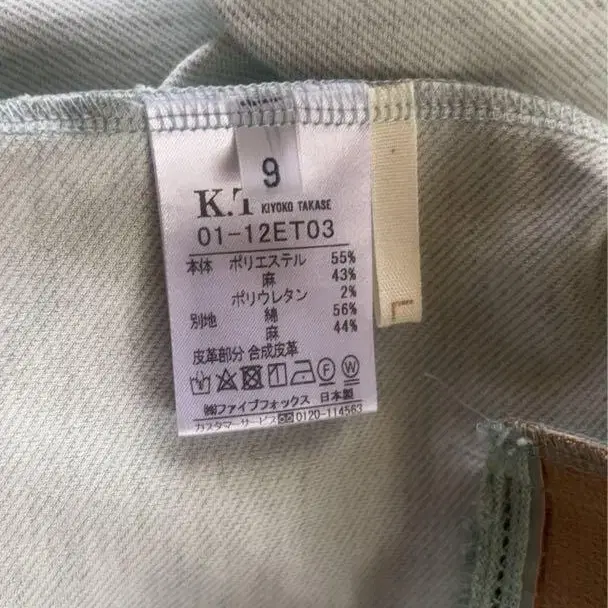 9
K.T KIYOKO TAKASE
01-12ET03
本体 ポリエステル 55%
麻 43%
ポリウレタン 2%
別地 綿 56%
麻 44%
皮革部分 合成皮革
F W
㈱ファイブフォックス 日本製
カスタマーサービス 0120-114563
L